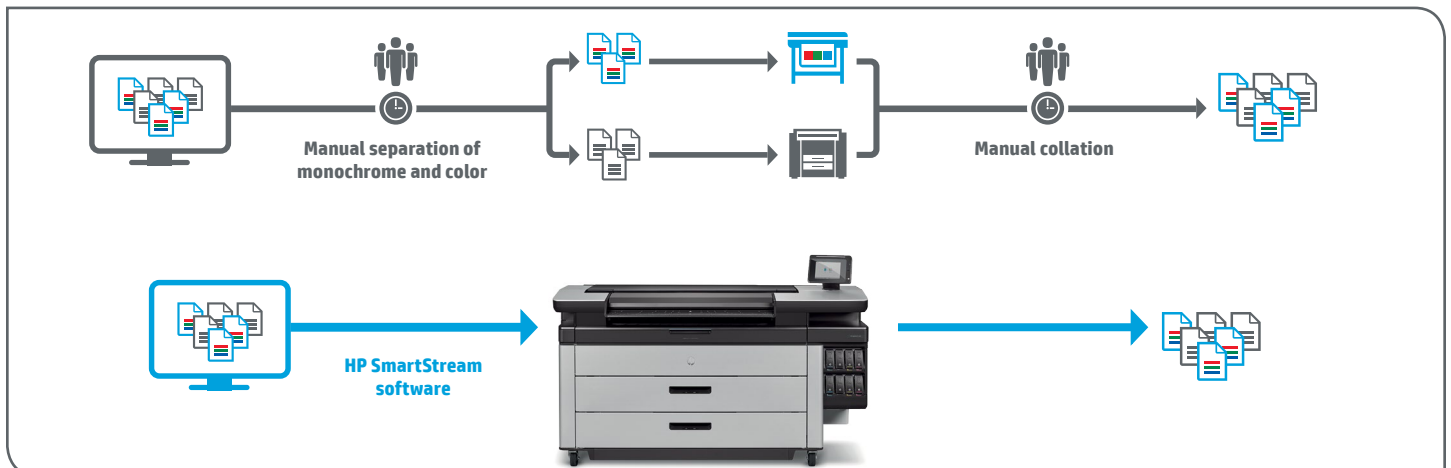 Manual separation of
monochrome and color
Manual collation
HP SmartStream
software